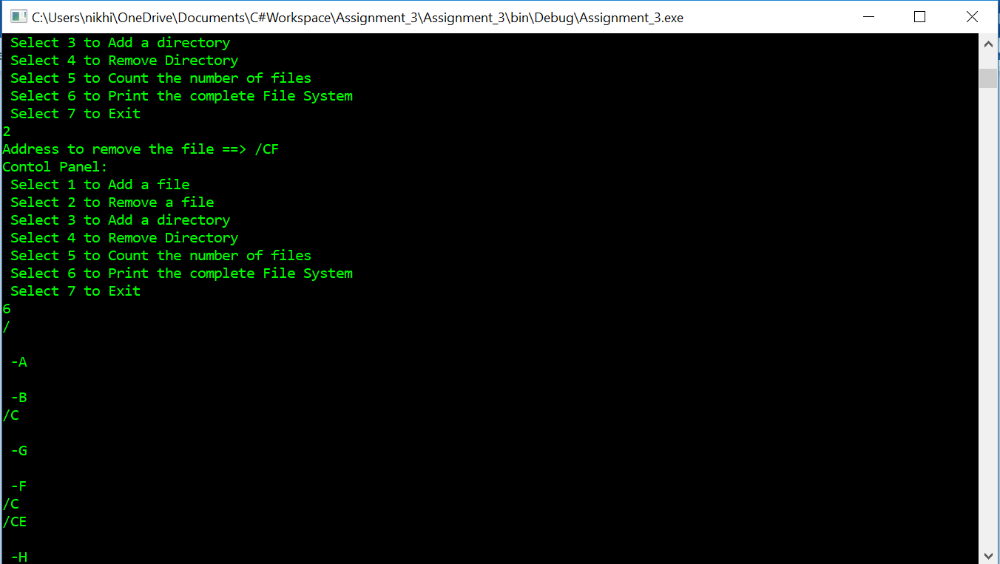 C:\Users\nikhi\OneDrive\Documents\C#Workspace\Assignment_3\Assignment_3\bin\Debug\Assignment_3.exe
Select 3 to Add a directory
Select 4 to Remove Directory
Select 5 to Count the number of files
Select 6 to Print the complete File System
Select 7 to Exit
2
Address to remove the file ==> /CF
Contol Panel:
Select 1 to Add a file
Select 2 to Remove a file
Select 3 to Add a directory
Select 4 to Remove Directory
Select 5 to Count the number of files
Select 6 to Print the complete File System
Select 7 to Exit
6
/
-A
-B
/C
-G
-F
/C
/CE
-H